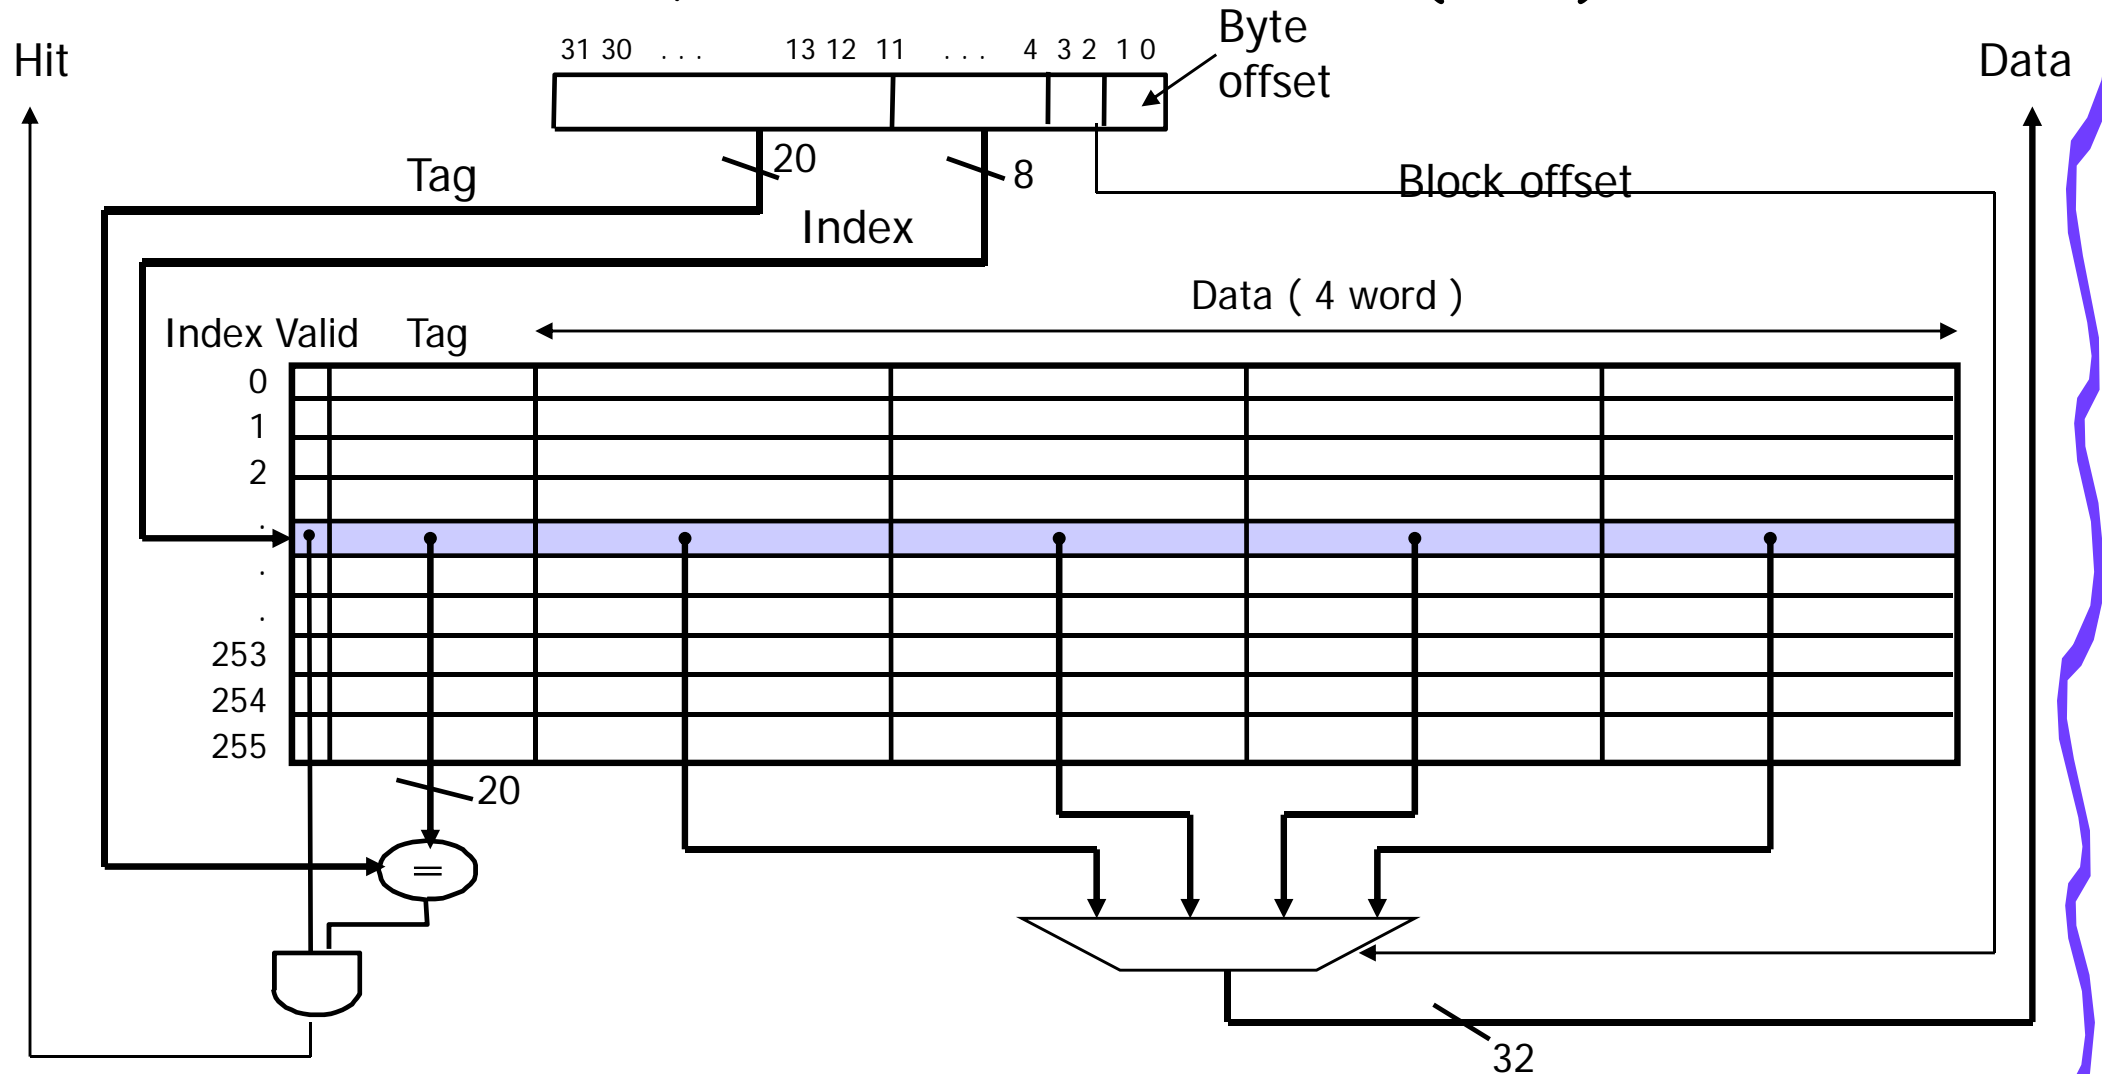 Hit
31 30 . . . 13 12 11 . . . 4 3 2 1 0
Byte
offset
Data
Tag
20
8
Block offset
Index
Data ( 4 word )
Index Valid Tag
0
1
2
.
.
.
253
254
255
20
=
32